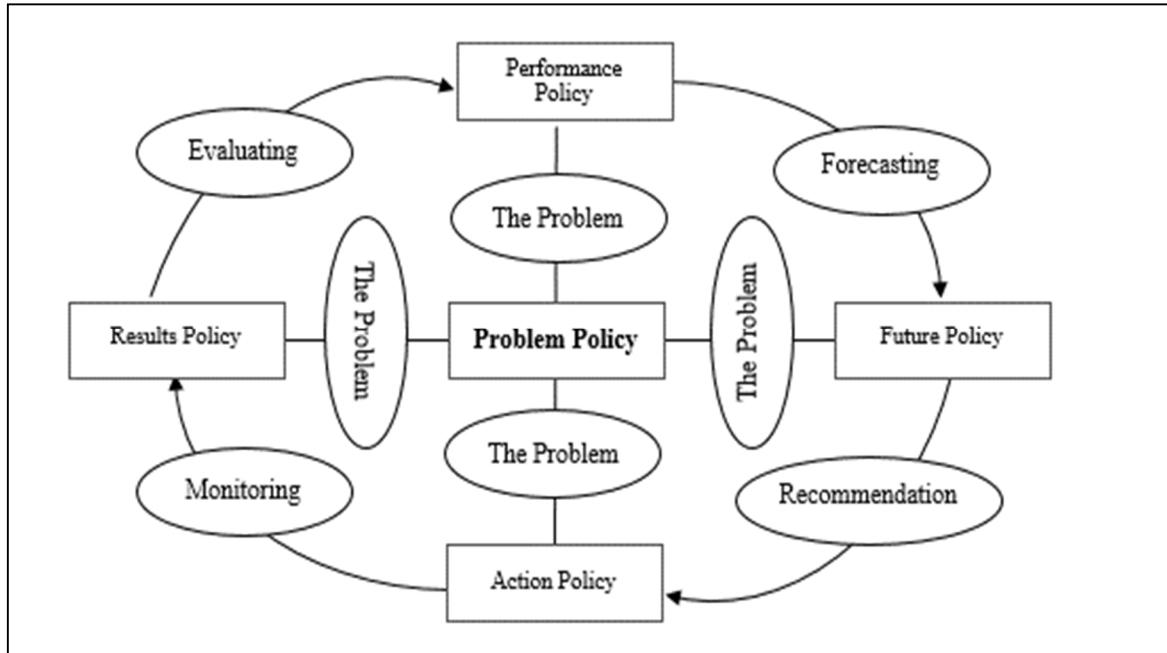 Performance
Policy
Evaluating
Forecasting
The Problem
The Problem
The Problem
Results Policy
Problem Policy
Future Policy
The Problem
Monitoring
Recommendation
Action Policy